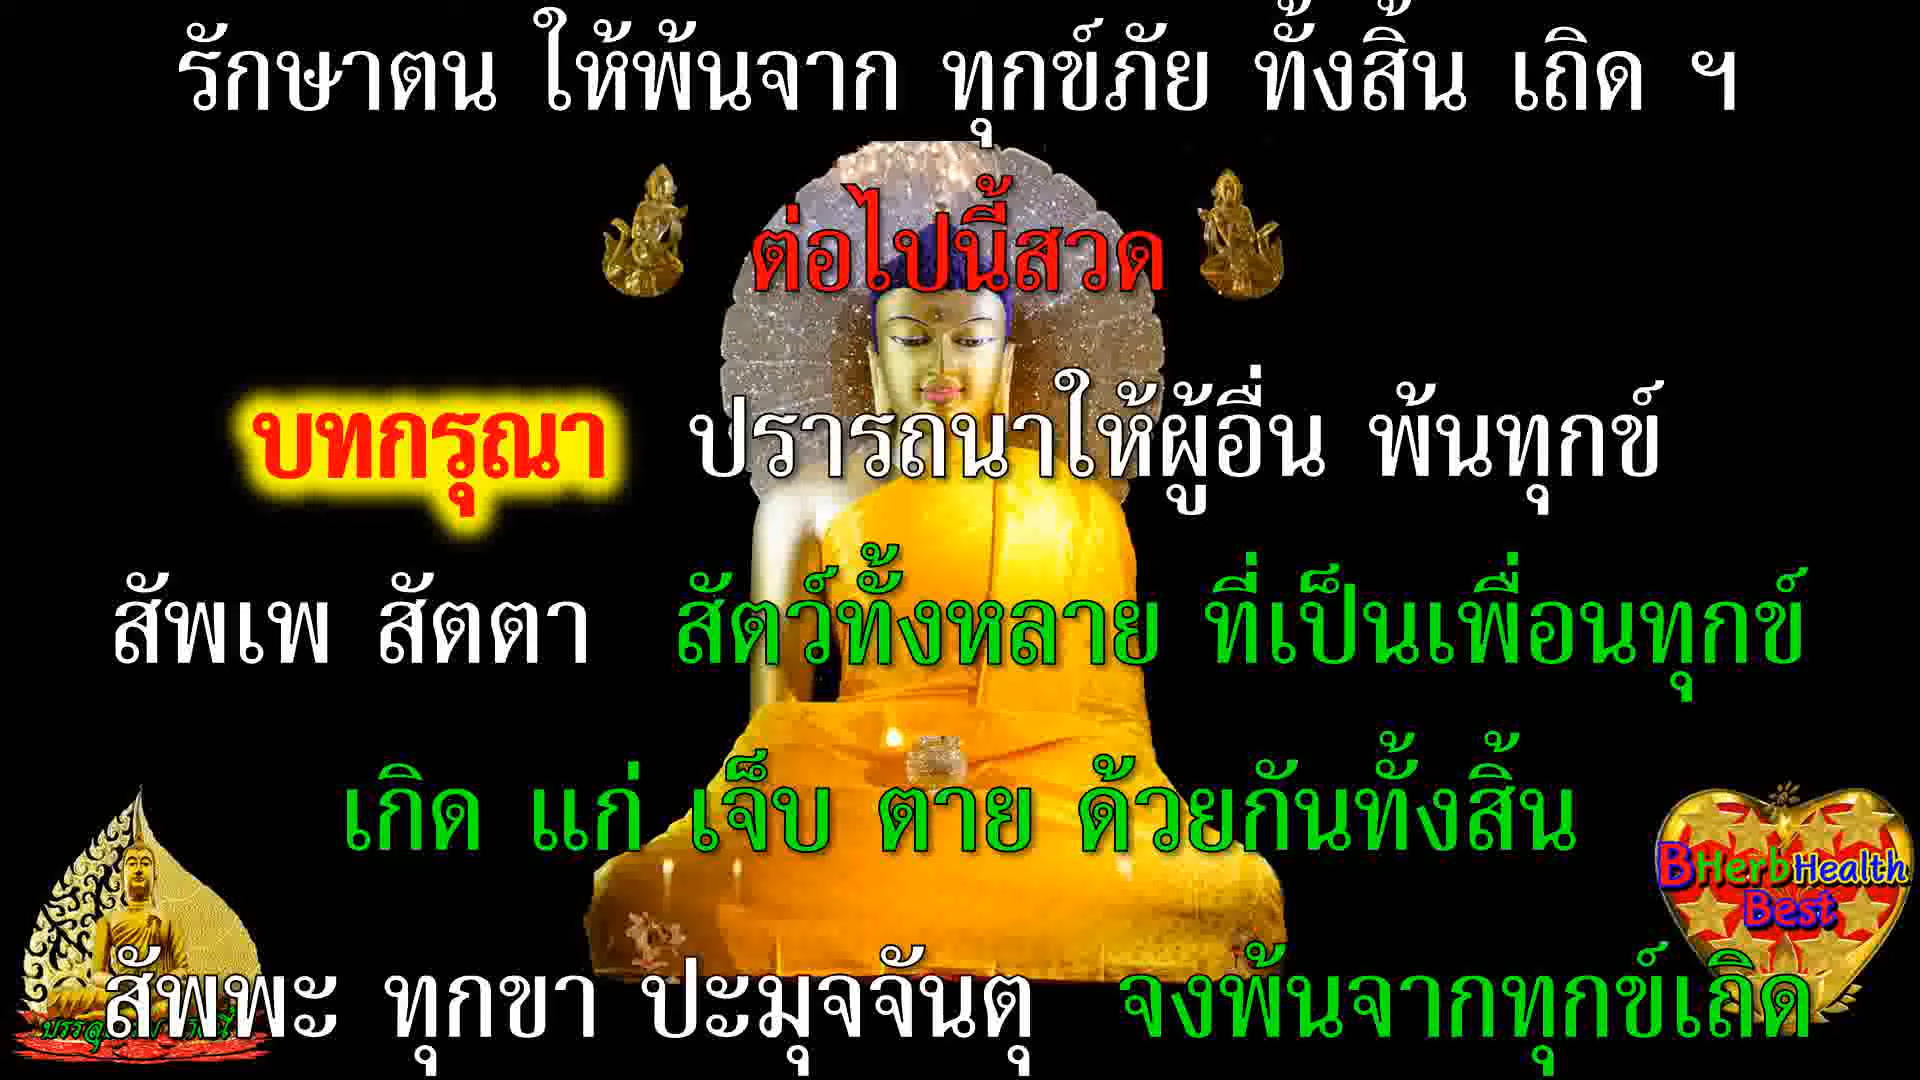 รักษาตน ให้พ้นจาก ทุกข์ภัย ทั้งสิ้น เถิด ฯ
ต่อไปนี้สวด
บทกรุณา ปรารถนาให้ผู้อื่น พ้นทุกข์
สัพเพ สัตตา สัตว์ทั้งหลาย ที่เป็นเพื่อนทุกข์
เกิด แก่ เจ็บ ตาย ด้วยกันทั้งสิ้น
BHerbHealth
Best
สัพพะ ทุกขา ปะมุจจันตุ จงพ้นจากทุกข์เถิด